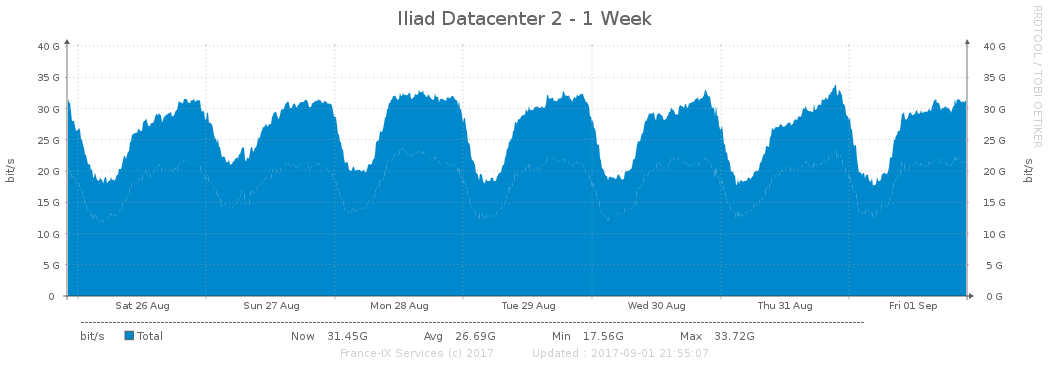 Iliad Datacenter 2 - 1 Week
RRDTOOL / TOBI OETIKER
40 G 40 G
35 G 35 G
30 G 30 G
25 G 25 G
20 G 20 G
15 G 15 G
10 G 10 G
5 G 5 G
0 0 G
bit/s bit/s
Sat 26 Aug Sun 27 Aug Mon 28 Aug Tue 29 Aug Wed 30 Aug Thu 31 Aug Fri 01 Sep
bit/s Total Now 31.45G Avg 26.69G Min 17.56G Max 33.72G
France-IX Services (c) 2017 Updated : 2017-09-01 21:55:07